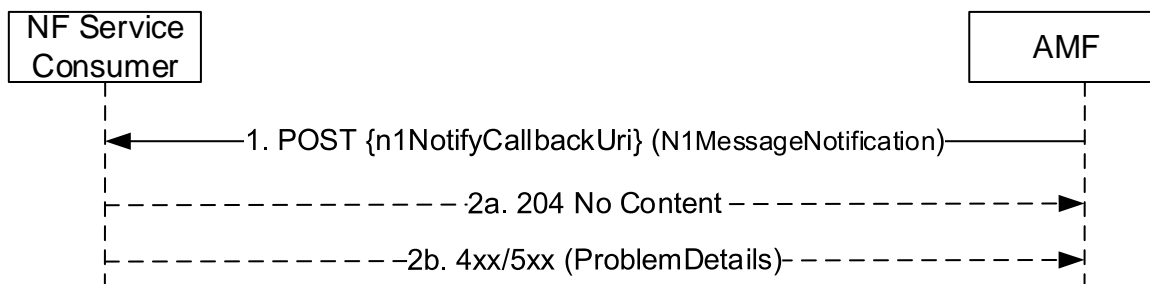 NF Service
Consumer
AMF
1. POST {n1NotifyCallbackUri} (N1MessageNotification)
2a. 204 No Content
2b. 4xx/5xx (ProblemDetails)